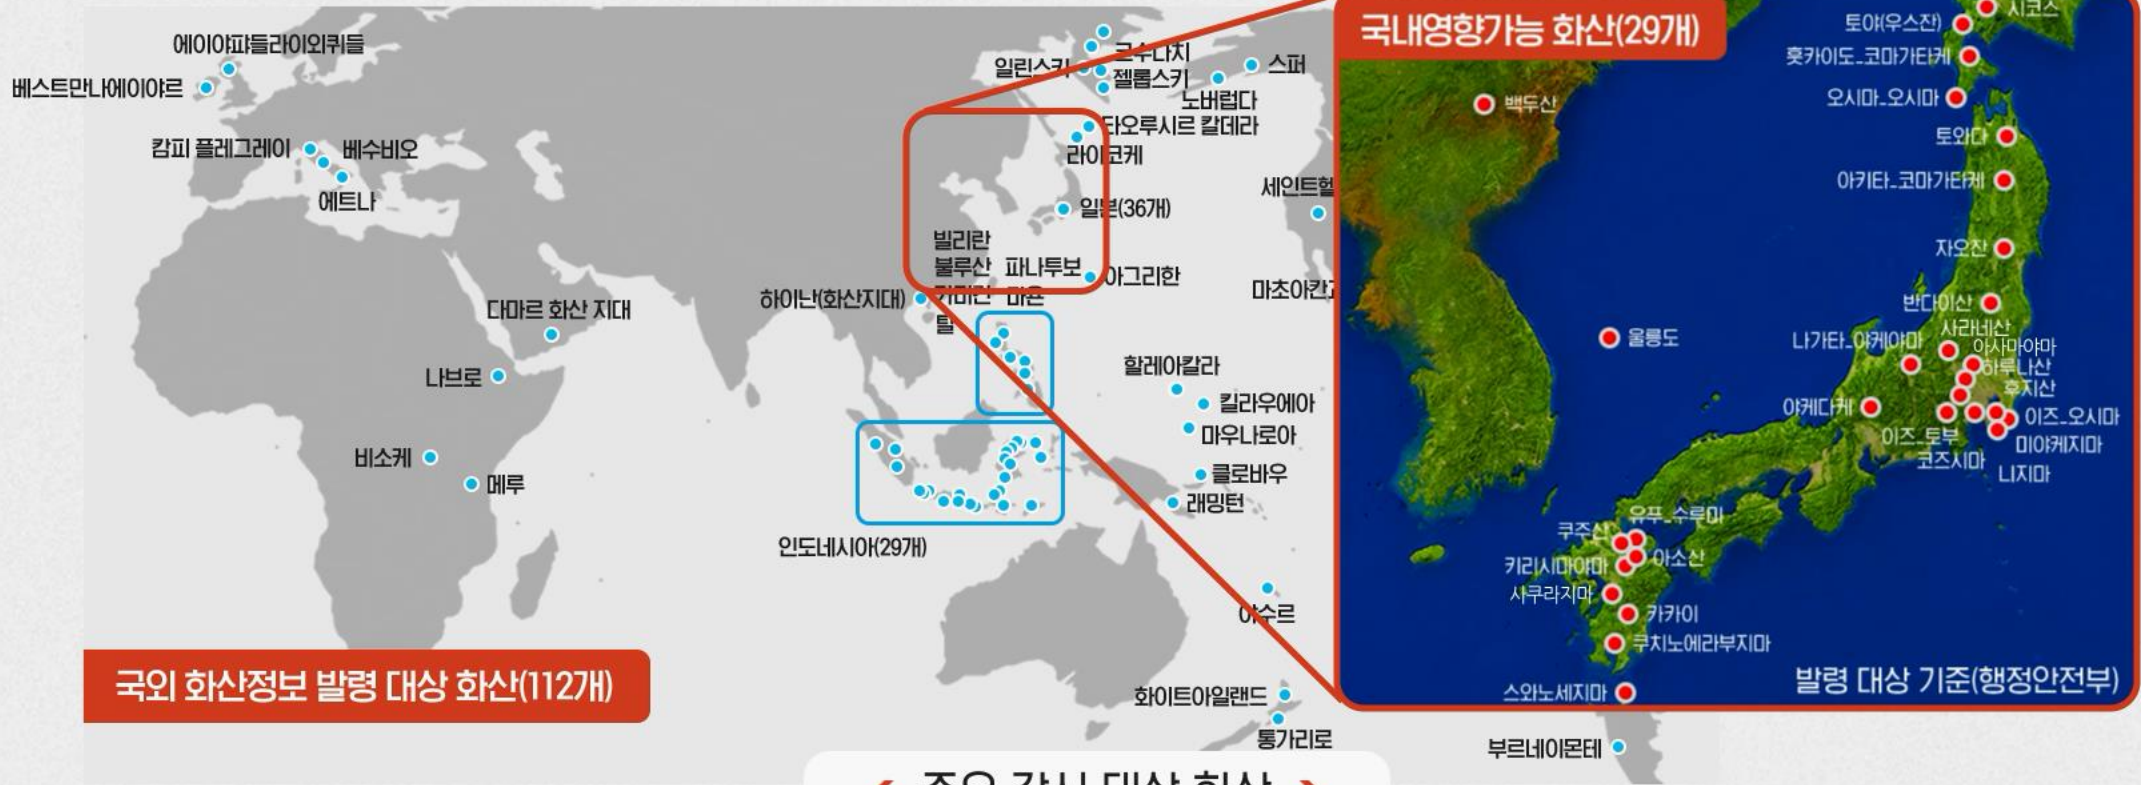 에이야퍄들라이외퀴들
베스트만나에이야르
캄피 플레그레이
베수비오
에트나
다마르 화산 지대
나브로
비소케
메루
일린스키
코수다치
젤롭스키
스퍼
노버럽다
타오루시르 칼데라
라이코케
일본(36개)
세인트헬
빌리란
불루산
파나투보
아그리한
하이난(화산지대)
마욘
탈
마초아칸
할레아칼라
킬라우에아
마우나로아
클로바우
래밍턴
인도네시아(29개)
야수르
화이트아일랜드
통가리로
부르네이몬테
국외 화산정보 발령 대상 화산(112개)
국내영향가능 화산(29개)
시코스
토야(우스잔)
홋카이도_코마가타케
오시마_오시마
백두산
토와다
아키타_코마가타케
자오잔
반다이산
울릉도
나가타_야케야마
사라네산
아사마야마
하루나산
후지산
야케다케
이즈_오시마
이즈_토부
미야케지마
코즈시마
니지마
유푸_수루미
쿠주산
아소산
키리시마야마
사쿠라지마
카카이
쿠치노에라부지마
스와노세지마
발령 대상 기준(행정안전부)